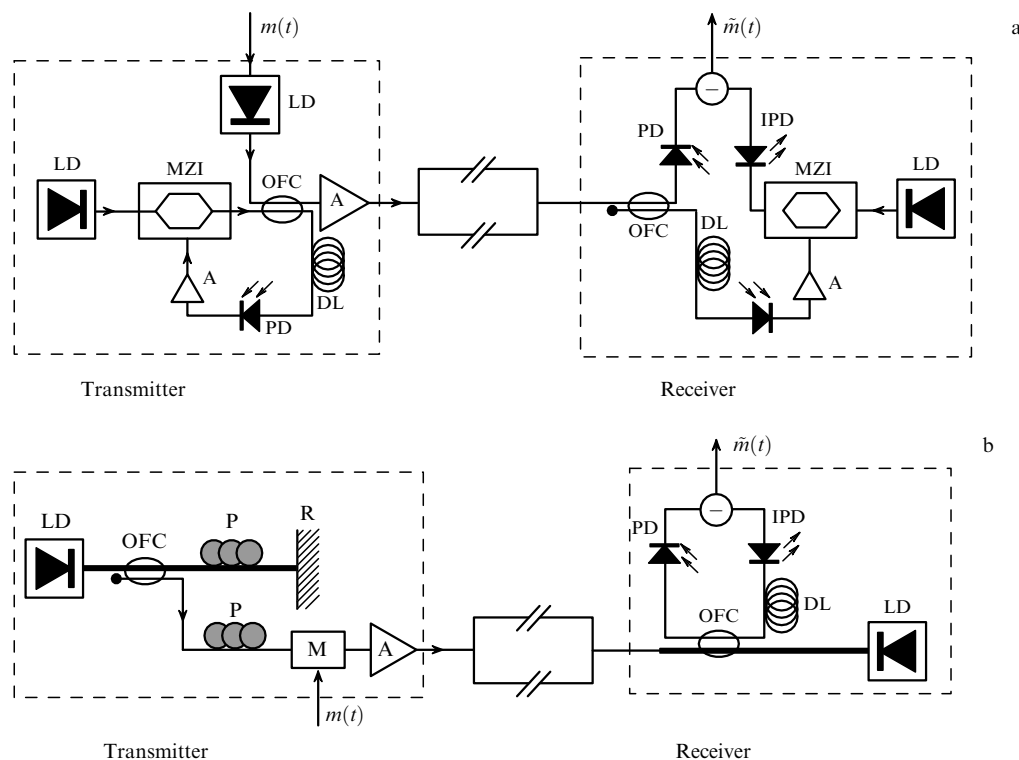 a
m(t)
m̃(t)
LD
LD
MZI
OFC
A
A
DL
PD
PD
IPD
LD
MZI
OFC
DL
A
Transmitter
Receiver
b
m̃(t)
LD
OFC
P
R
P
M
A
m(t)
PD
IPD
DL
OFC
LD
Transmitter
Receiver